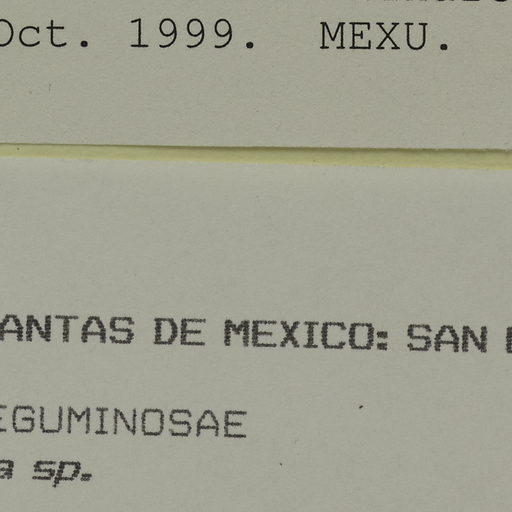 Oct. 1999. MEXU.
ANTAS DE MEXICO: SAN
EGUMINOSAE
a sp.